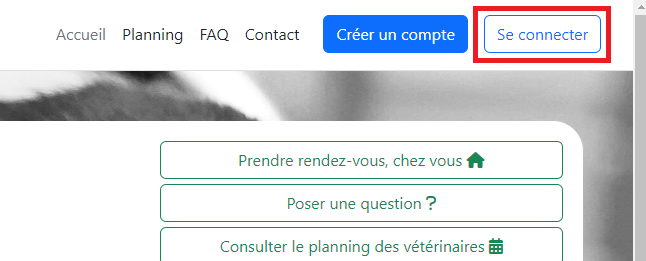 Accueil Planning FAQ Contact Créer un compte Se connecter
Prendre rendez-vous, chez vous
Poser une question ?
Consulter le planning des vétérinaires